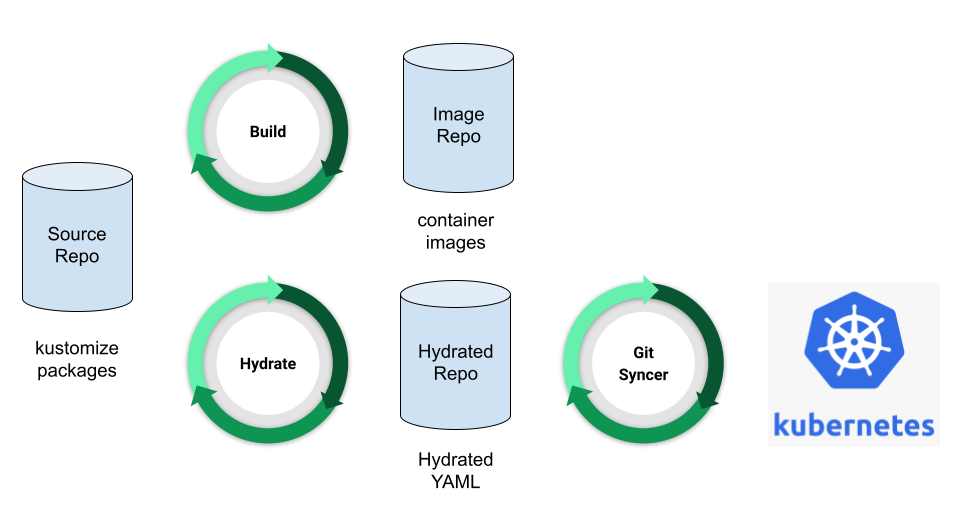 Build
Image
Repo
container
images
Source
Repo
kustomize
packages
Hydrate
Hydrated
Repo
Hydrated
YAML
Git
Syncer
kubernetes